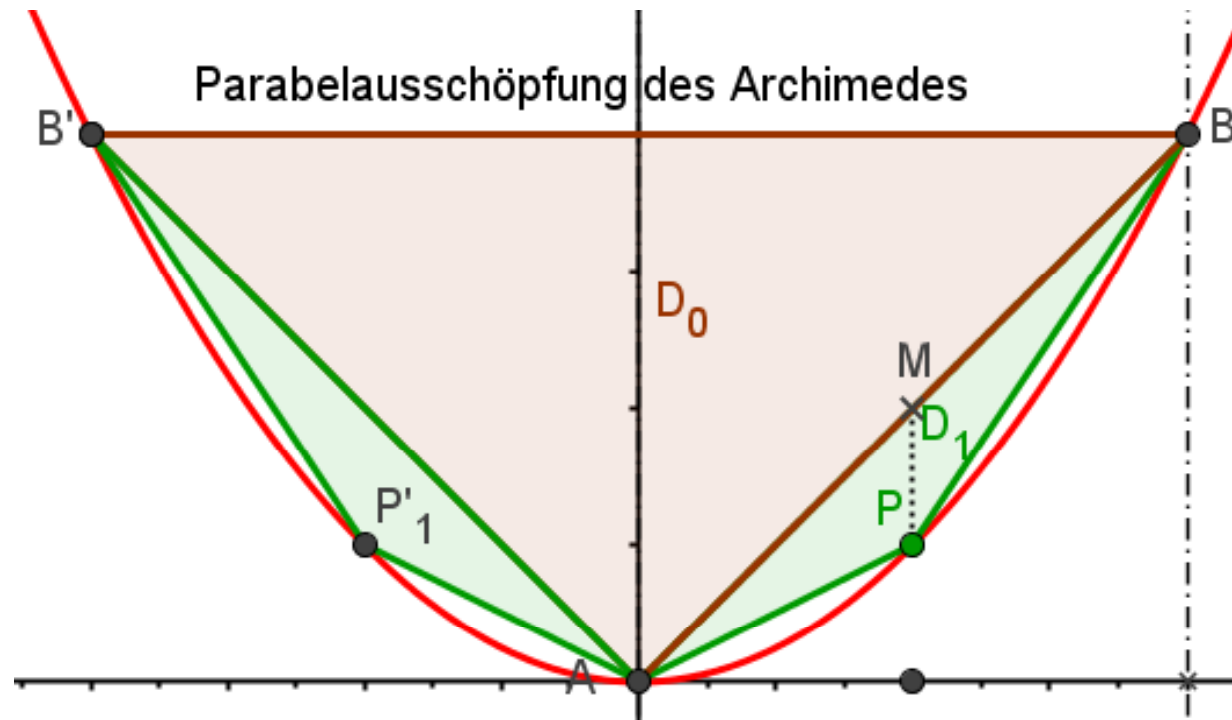 Parabelausschöpfung des Archimedes
B'
B
D₀
M
D₁
P
P'₁
A